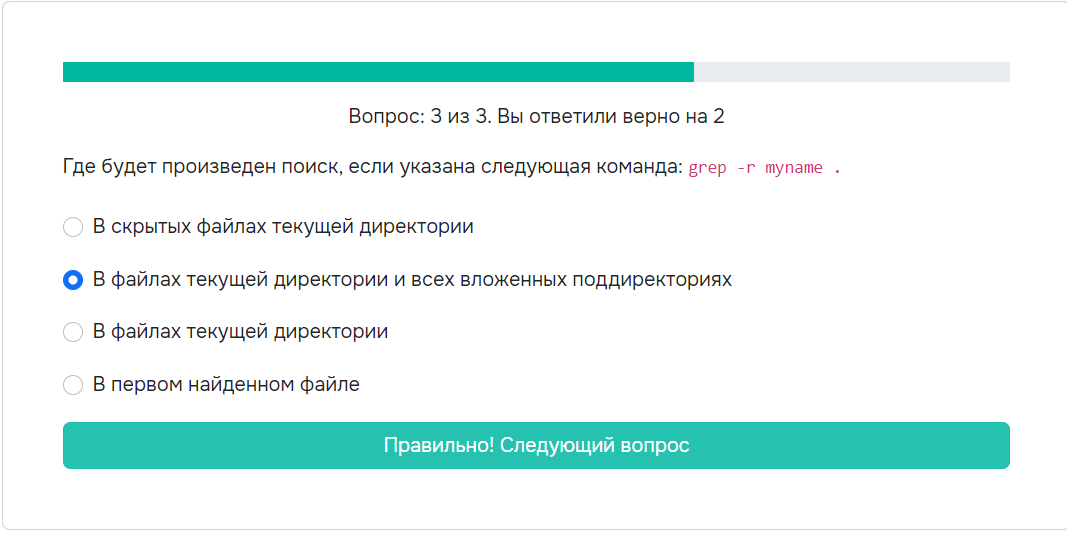 Вопрос: 3 из 3. Вы ответили верно на 2
Где будет произведен поиск, если указана следующая команда: grep -r myname .
В скрытых файлах текущей директории
В файлах текущей директории и всех вложенных поддиректориях
В файлах текущей директории
В первом найденном файле
Правильно! Следующий вопрос